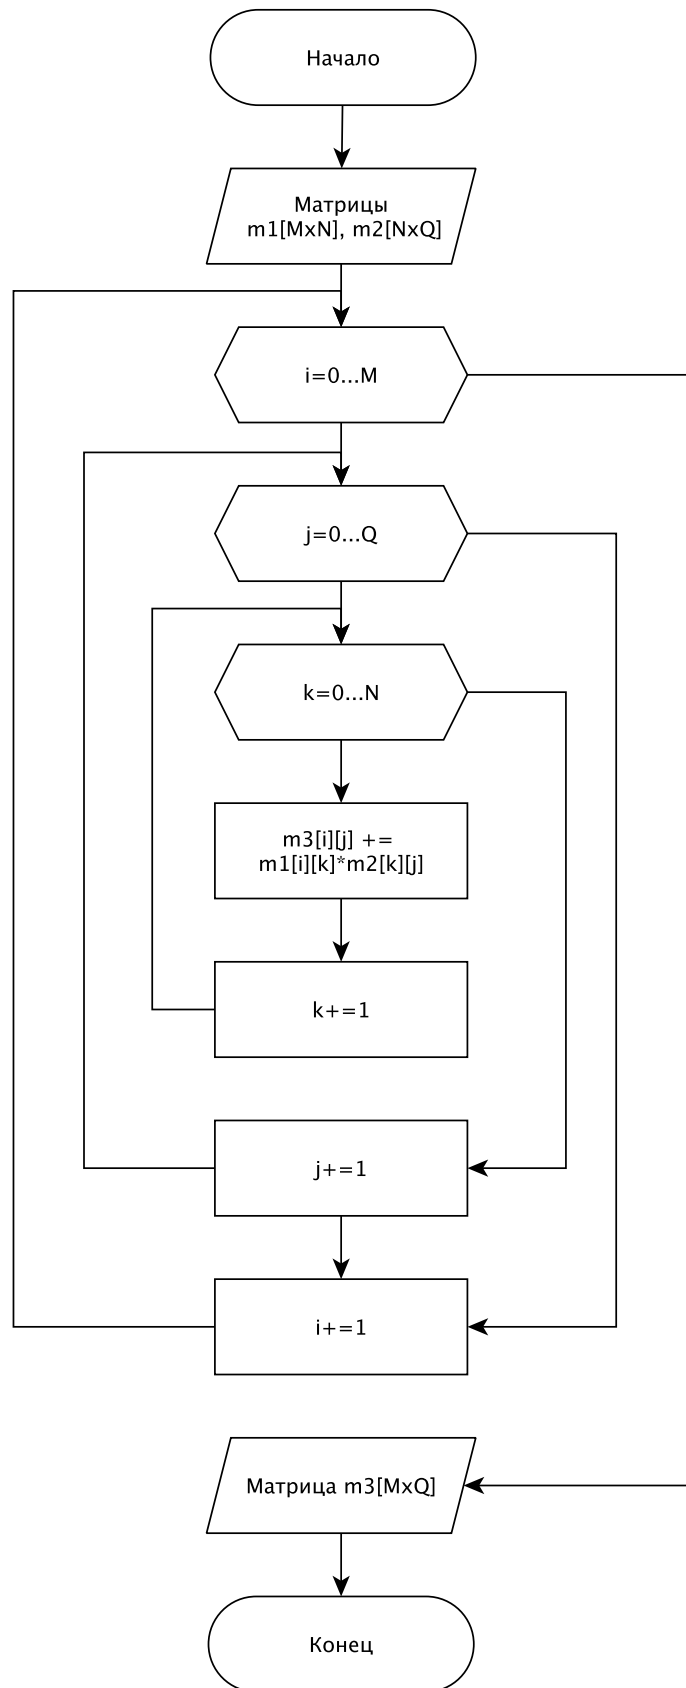 Начало
Матрицы
m1[MxN], m2[NxQ]
i=0...M
j=0...Q
k=0...N
m3[i][j] +=
m1[i][k]*m2[k][j]
k+=1
j+=1
i+=1
Матрица m3[MxQ]
Конец